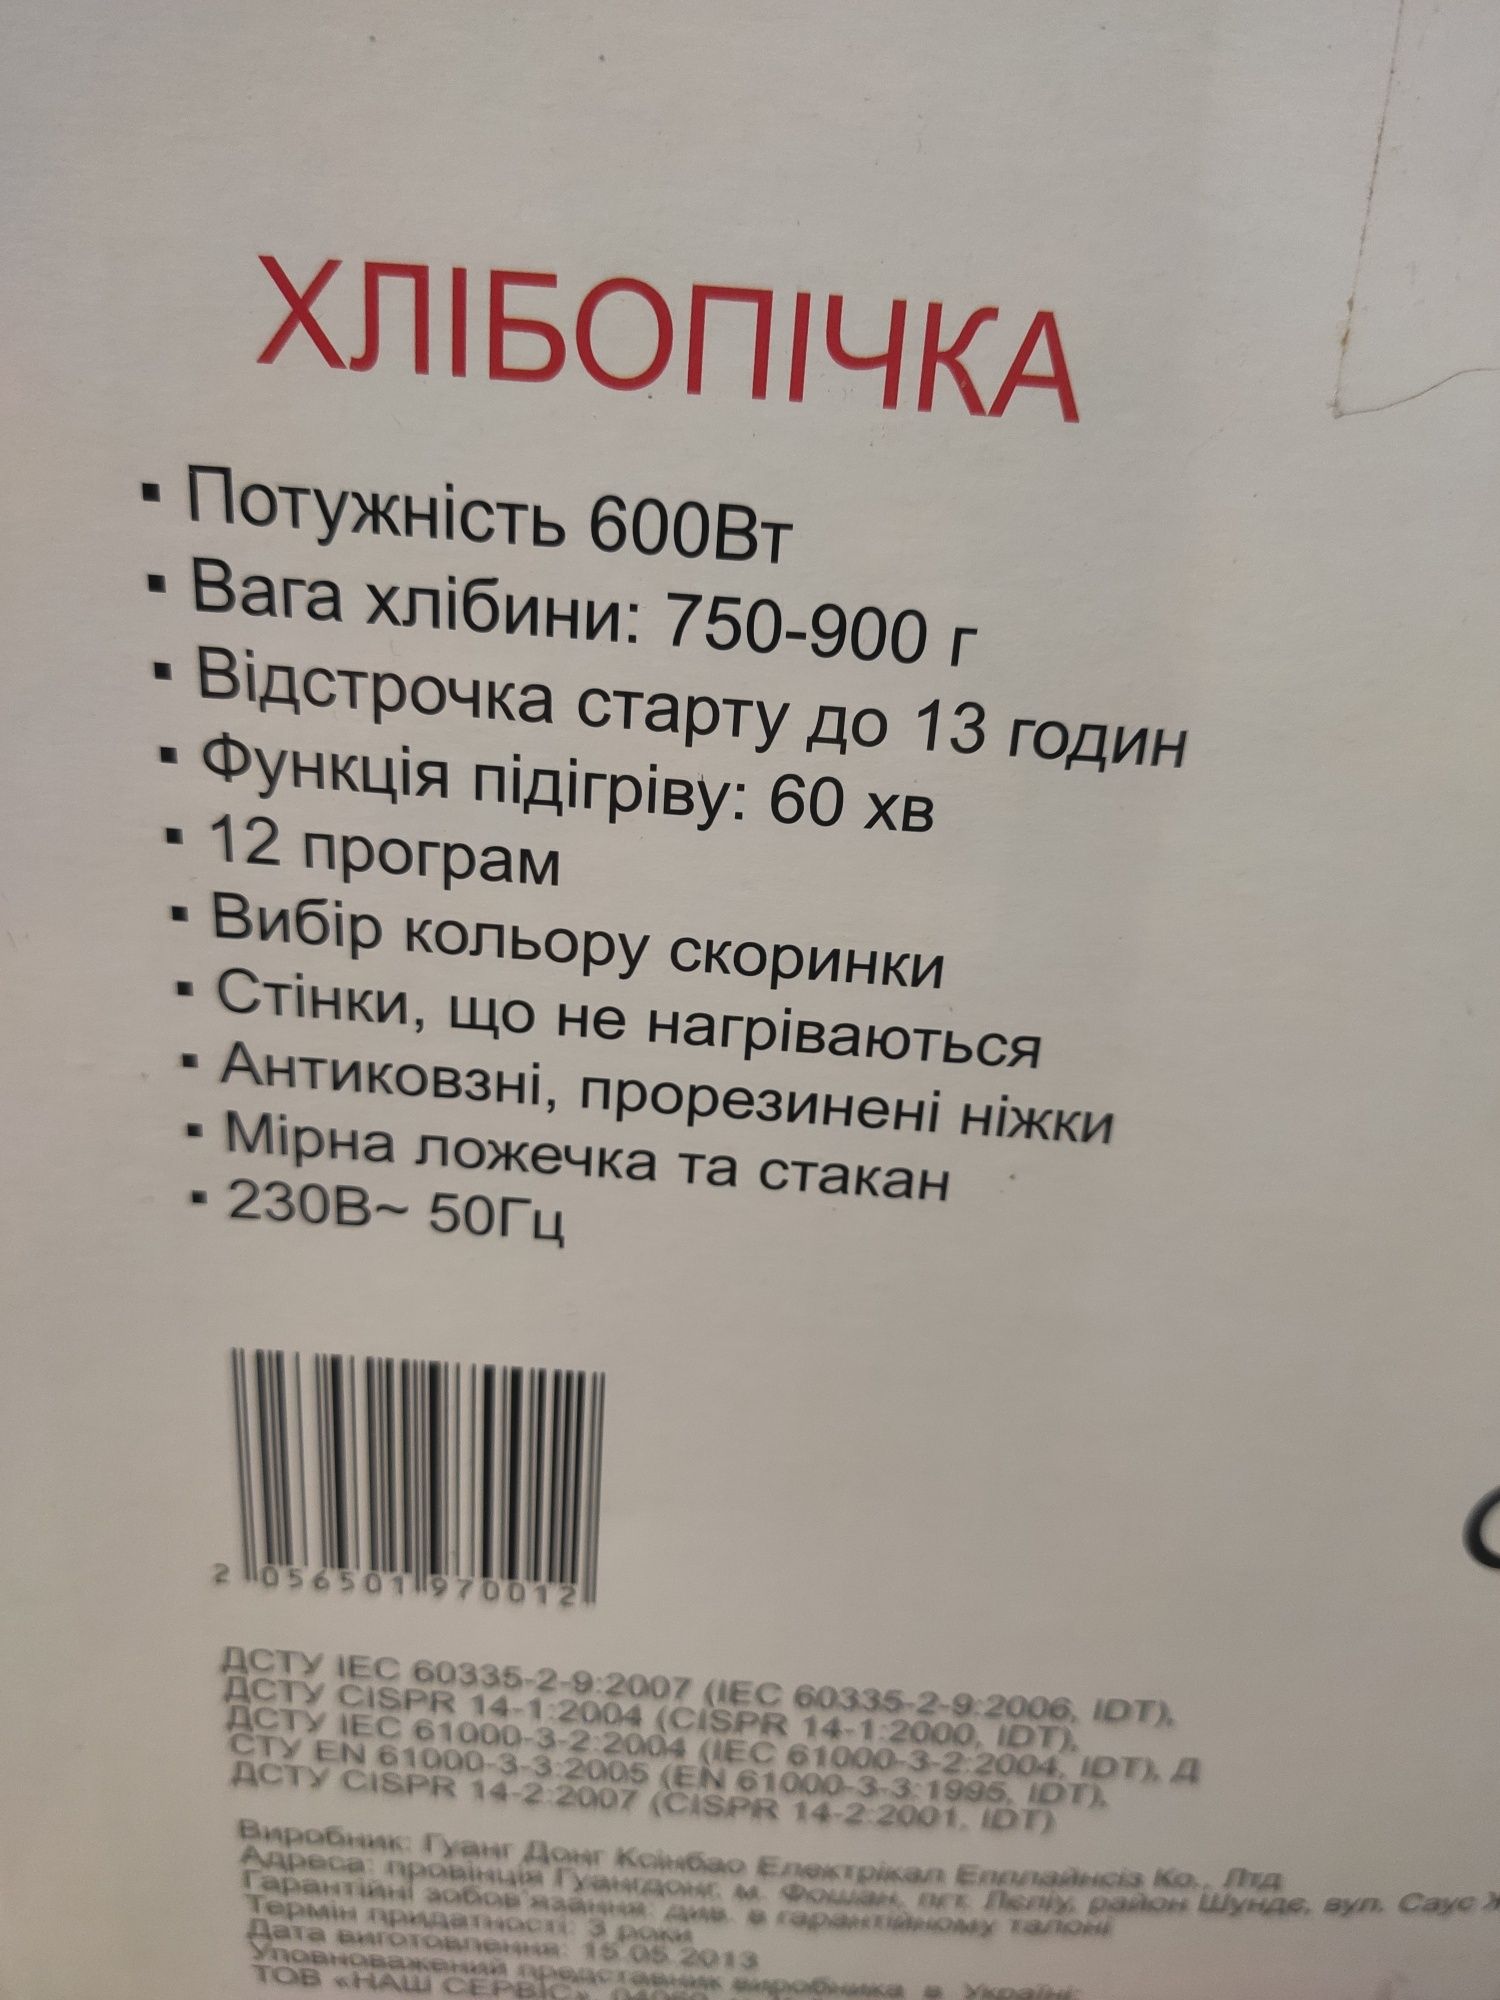 ХЛІБОПІЧКА
▪ Потужність 600Вт
▪ Вага хлібини: 750-900 г
▪ Відстрочка старту до 13 годин
▪ Функція підігріву: 60 хв
▪ 12 програм
▪ Вибір кольору скоринки
▪ Стінки, що не нагріваються
▪ Антиковзні, прорезинені ніжки
▪ Мірна ложечка та стакан
▪ 230В~ 50Гц
2 056501 970012
ДСТУ IEC 60335-2-9:2007 (IEC 60335-2-9:2006, IDT),
ДСТУ CISPR 14-1:2004 (CISPR 14-1:2000, IDT),
ДСТУ IEC 61000-3-2:2004 (IEC 61000-3-2:2004, IDT), Д
СТУ EN 61000-3-3:2005 (EN 61000-3-3:1995, IDT),
ДСТУ CISPR 14-2:2007 (CISPR 14-2:2001, IDT)
Виробник: Гуанг Донг Ксінбао Електрікал Епплайнсіз Ко., Лтд
Адреса: провінція Гуангдонг, м. Фошан, пгт. Леліу, район Шунде, вул. Саус
Гарантійні зобов'язання: див. в гарантійному талоні
Термін придатності: 3 роки
Дата виготовлення: 15.05.2013
Уповноважений представник виробника в Україні:
ТОВ «НАШ СЕРВІС»,